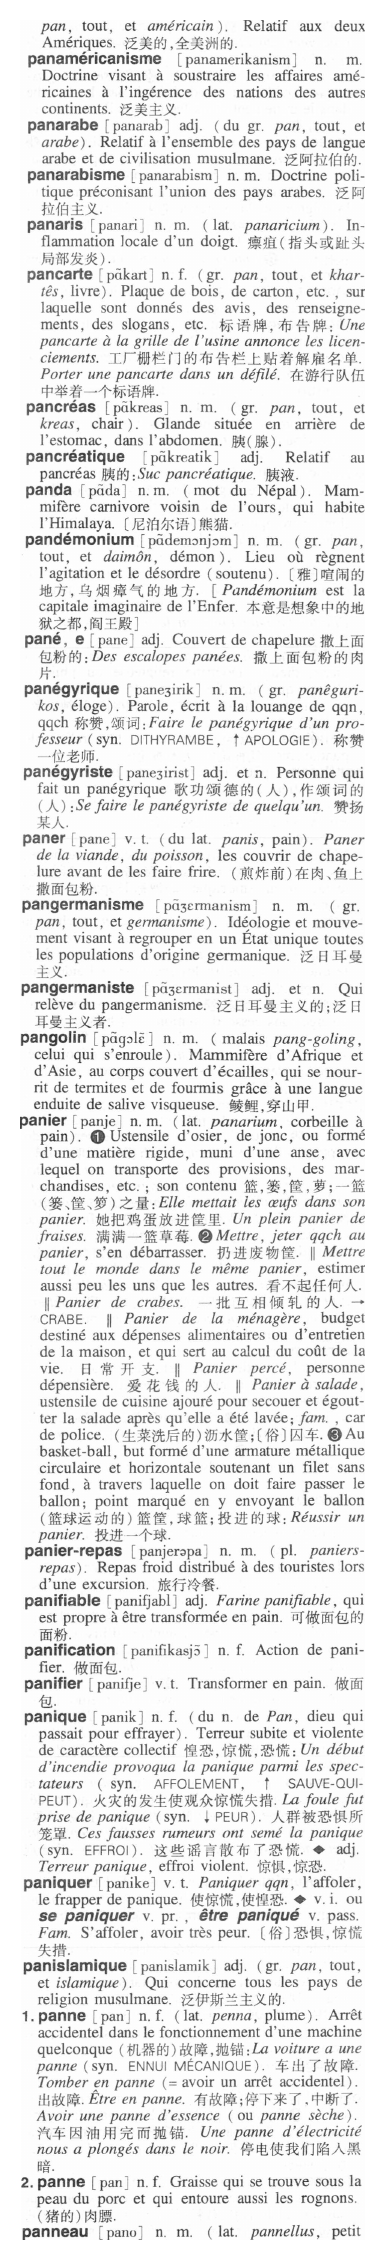 pan, tout, et américain). Relatif aux deux
Amériques. 泛美的,全美洲的.
panaméricanisme [panamerikanism] n. m.
Doctrine visant à soustraire les affaires amé-
ricaines à l'ingérence des nations des autres
continents. 泛美主义.
panarabe [panarab] adj. (du gr. pan, tout, et
arabe). Relatif à l'ensemble des pays de langue
arabe et de civilisation musulmane. 泛阿拉伯的.
panarabisme [panarabism] n. m. Doctrine poli-
tique préconisant l'union des pays arabes. 泛阿
拉伯主义.
panaris [panari] n. m. (lat. panaricium). In-
flammation locale d'un doigt. 瘭疽(指头或趾头
局部发炎).
pancarte [pɑ̃kart] n. f. (gr. pan, tout, et khar-
tês, livre). Plaque de bois, de carton, etc., sur
laquelle sont donnés des avis, des renseigne-
ments, des slogans, etc. 标语牌,布告牌: Une
pancarte à la grille de l'usine annonce les licen-
ciements. 工厂栅栏门的布告栏上贴着解雇名单.
Porter une pancarte dans un défilé. 在游行队伍
中举着一个标语牌.
pancréas [pɑ̃kreas] n. m. (gr. pan, tout, et
kreas, chair). Glande située en arrière de
l'estomac, dans l'abdomen. 胰(腺).
pancréatique [pɑ̃kreatik] adj. Relatif au
pancréas 胰的:Suc pancréatique. 胰液.
panda [pɑ̃da] n. m. (mot du Népal). Mam-
mifère carnivore voisin de l'ours, qui habite
l'Himalaya. [尼泊尔语]熊猫.
pandémonium [pɑ̃demɔnjɔm] n. m. (gr. pan,
tout, et daimôn, démon). Lieu où règnent
l'agitation et le désordre (soutenu). [雅]喧闹的
地方,乌烟瘴气的地方. [Pandémonium est la
capitale imaginaire de l'Enfer. 本意是想象中的地
狱之都,阎王殿]
pané, e [pane] adj. Couvert de chapelure 撒上面
包粉的:Des escalopes panées. 撒上面包粉的肉
片.
panégyrique [paneʒirik] n. m. (gr. panêguri-
kos, éloge). Parole, écrit à la louange de qqn,
qqch 称赞,颂词:Faire le panégyrique d'un pro-
fesseur (syn. DITHYRAMBE, ↑ APOLOGIE). 称赞
一位老师.
panégyriste [paneʒirist] adj. et n. Personne qui
fait un panégyrique 歌功颂德的(人),作颂词的
(人):Se faire le panégyriste de quelqu'un. 赞扬
某人.
paner [pane] v. t. (du lat. panis, pain). Paner
de la viande, du poisson, les couvrir de chape-
lure avant de les faire frire. (煎炸前)在肉、鱼上
撒面包粉.
pangermanisme [pɑ̃ʒɛrmanism] n. m. (gr.
pan, tout, et germanisme). Idéologie et mouve-
ment visant à regrouper en un État unique toutes
les populations d'origine germanique. 泛日耳曼
主义.
pangermaniste [pɑ̃ʒɛrmanist] adj. et n. Qui
relève du pangermanisme. 泛日耳曼主义的;泛日
耳曼主义者.
pangolin [pɑ̃gɔlɛ̃] n. m. (malais pang-goling,
celui qui s'enroule). Mammifère d'Afrique et
d'Asie, au corps couvert d'écailles, qui se nour-
rit de termites et de fourmis grâce à une langue
enduite de salive visqueuse. 鲮鲤,穿山甲.
panier [panje] n. m. (lat. panarium, corbeille à
pain). ❶ Ustensile d'osier, de jonc, ou formé
d'une matière rigide, muni d'une anse, avec
lequel on transporte des provisions, des mar-
chandises, etc.; son contenu 篮,篓,筐,萝;一篮
(篓、筐、箩)之量:Elle mettait les œufs dans son
panier. 她把鸡蛋放进筐里. Un plein panier de
fraises. 满满一篮草莓. ❷ Mettre, jeter qqch au
panier, s'en débarrasser. 扔进废物筐. ‖ Mettre
tout le monde dans le même panier, estimer
aussi peu les uns que les autres. 看不起任何人.
‖ Panier de crabes. 一批互相倾轧的人. →
CRABE. ‖ Panier de la ménagère, budget
destiné aux dépenses alimentaires ou d'entretien
de la maison, et qui sert au calcul du coût de la
vie. 日常开支. ‖ Panier percé, personne
dépensière. 爱花钱的人. ‖ Panier à salade,
ustensile de cuisine ajouré pour secouer et égout-
ter la salade après qu'elle a été lavée; fam., car
de police. (生菜洗后的)沥水筐;[俗]囚车. ❸ Au
basket-ball, but formé d'une armature métallique
circulaire et horizontale soutenant un filet sans
fond, à travers laquelle on doit faire passer le
ballon; point marqué en y envoyant le ballon
(篮球运动的)篮筐,球篮;投进的球: Réussir un
panier. 投进一个球.
panier-repas [panjerəpa] n. m. (pl. paniers-
repas). Repas froid distribué à des touristes lors
d'une excursion. 旅行冷餐.
panifiable [panifjabl] adj. Farine panifiable, qui
est propre à être transformée en pain. 可做面包的
面粉.
panification [panifikasjɔ̃] n. f. Action de pani-
fier. 做面包.
panifier [panifje] v. t. Transformer en pain. 做面
包.
panique [panik] n. f. (du n. de Pan, dieu qui
passait pour effrayer). Terreur subite et violente
de caractère collectif 惶恐,惊慌,恐慌: Un début
d'incendie provoqua la panique parmi les spec-
tateurs (syn. AFFOLEMENT, ↑ SAUVE-QUI-
PEUT). 火灾的发生使观众惊慌失措. La foule fut
prise de panique (syn. ↓ PEUR). 人群被恐惧所
笼罩. Ces fausses rumeurs ont semé la panique
(syn. EFFROI). 这些谣言散布了恐慌. ◆ adj.
Terreur panique, effroi violent. 惊惧,惊恐.
paniquer [panike] v. t. Paniquer qqn, l'affoler,
le frapper de panique. 使惊慌,使惶恐. ◆ v. i. ou
se paniquer v. pr., être paniqué v. pass.
Fam. S'affoler, avoir très peur. [俗]恐惧,惊慌
失措.
panislamique [panislamik] adj. (gr. pan, tout,
et islamique). Qui concerne tous les pays de
religion musulmane. 泛伊斯兰主义的.
1. panne [pan] n. f. (lat. penna, plume). Arrêt
accidentel dans le fonctionnement d'une machine
quelconque (机器的)故障,抛锚:La voiture a une
panne (syn. ENNUI MÉCANIQUE). 车出了故障.
Tomber en panne (= avoir un arrêt accidentel).
出故障. Être en panne. 有故障;停下来了,中断了.
Avoir une panne d'essence (ou panne sèche).
汽车因油用完而抛锚. Une panne d'électricité
nous a plongés dans le noir. 停电使我们陷入黑
暗.
2. panne [pan] n. f. Graisse qui se trouve sous la
peau du porc et qui entoure aussi les rognons.
(猪的)肉膘.
panneau [pano] n. m. (lat. pannellus, petit